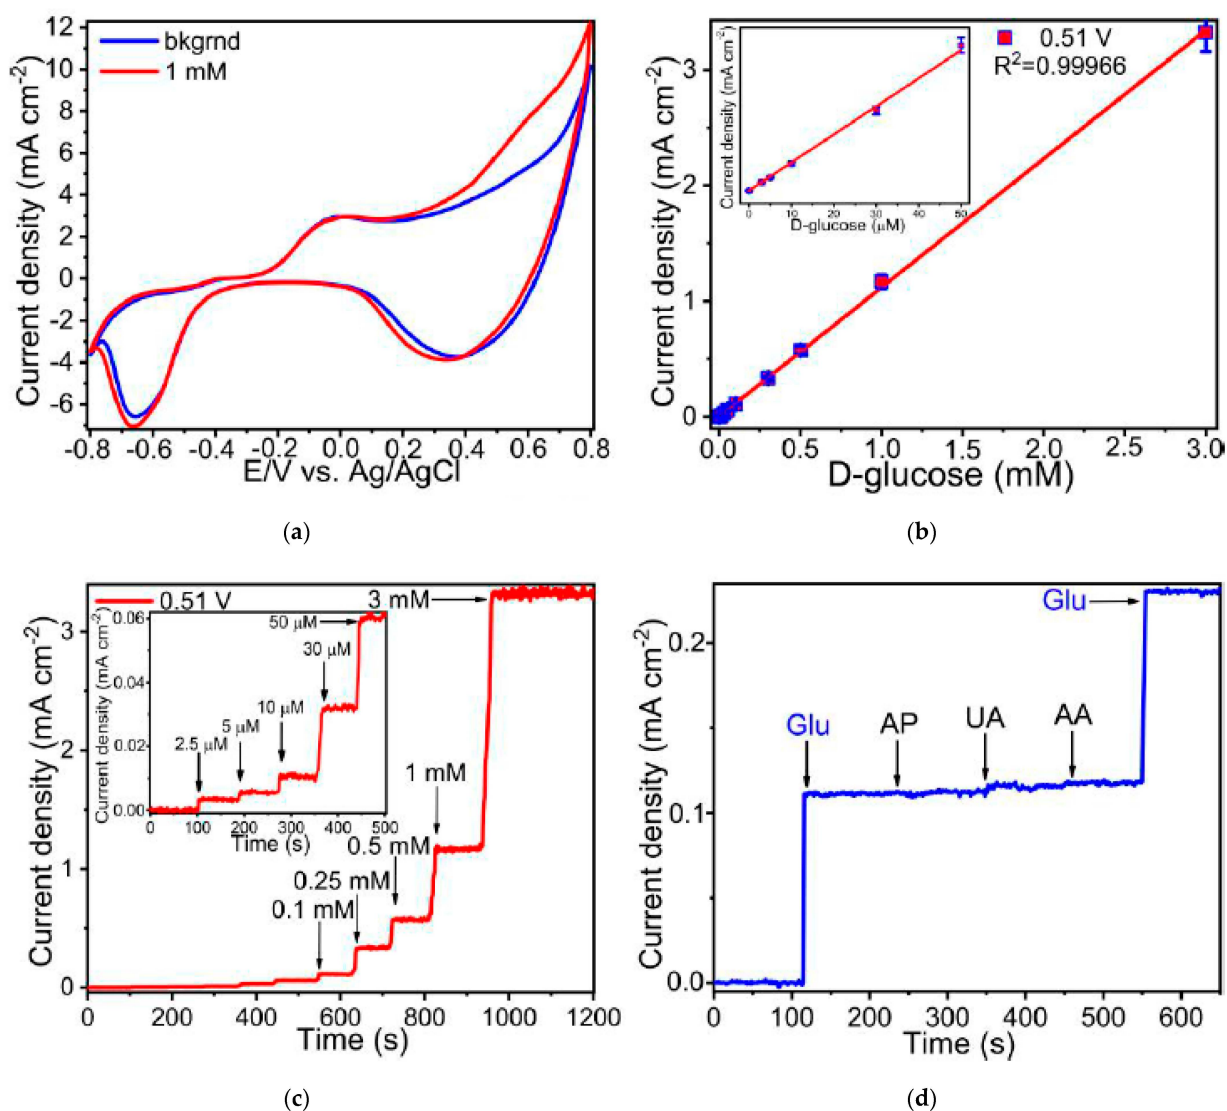 12
10
8
6
4
2
0
-2
-4
-6
bkgrnd
1 mM
Current density (mA cm-2)
-0.8 -0.6 -0.4 -0.2 0.0 0.2 0.4 0.6 0.8
E/V vs. Ag/AgCl
(a)
3
2
1
0
Current density (mA cm-2)
0.51 V
R2=0.99966
Current density (mA cm-2)
0 10 20 30 40 50
D-glucose (μM)
0.0 0.5 1.0 1.5 2.0 2.5 3.0
D-glucose (mM)
(b)
3
2
1
0
Current density (mA cm-2)
0.51 V
3 mM
0.06
0.04
0.02
0.00
Current density (mA cm-2)
50 μM
30 μM
10 μM
5 μM
2.5 μM
0 100 200 300 400 500
Time (s)
1 mM
0.5 mM
0.25 mM
0.1 mM
0 200 400 600 800 1000 1200
Time (s)
(c)
0.2
0.1
0.0
Current density (mA cm-2)
Glu
Glu
AP
UA
AA
0 100 200 300 400 500 600
Time (s)
(d)